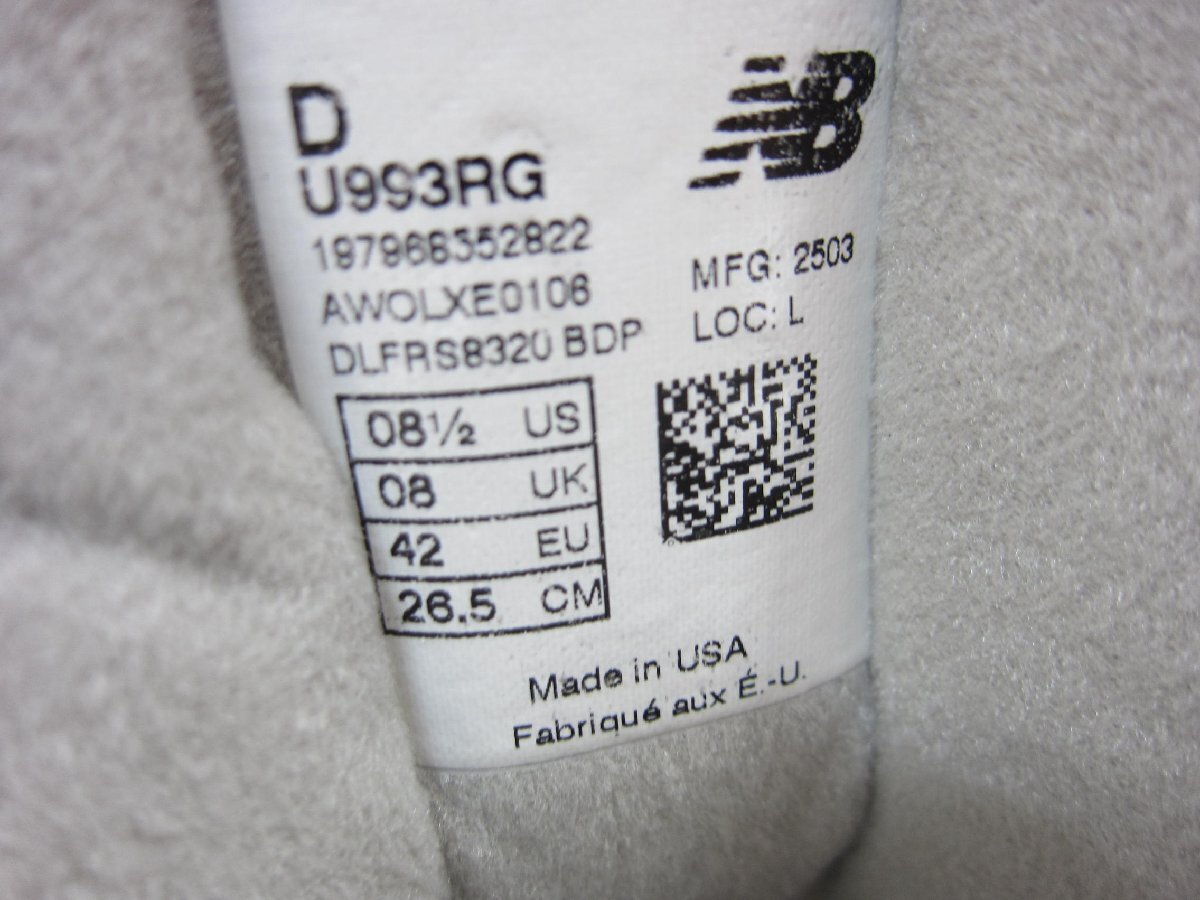 D
U993RG
197968352822
AWOLXE0106
DLFRS8320 BDP
NB
MFG: 2503
LOC: L
08½ US
08 UK
42 EU
26.5 CM
Made in USA
Fabriqué aux É.-U.